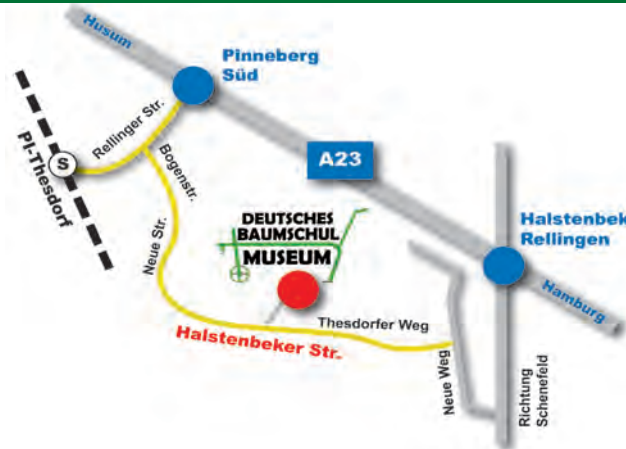 Husum
Pinneberg
Süd
Rellinger Str.
S
PI-Thesdorf
Bogenstr.
A23
Neue Str.
DEUTSCHES
BAUMSCHUL
MUSEUM
Halstenbek
Rellingen
Hamburg
Thesdorfer Weg
Halstenbeker Str.
Neue Weg
Richtung
Schenefeld